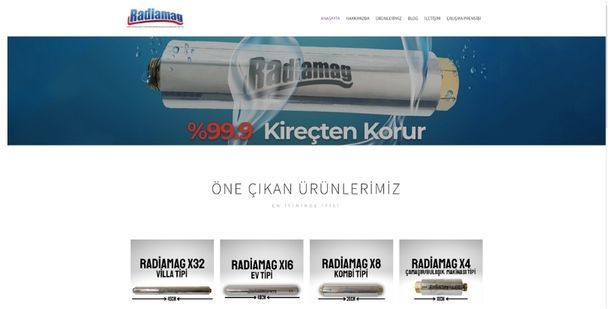 Radiamag
ANASAYFA HAKKIMIZDA ÜRÜNLERİMİZ BLOG İLETİŞİM ÇALIŞMA PRENSİBİ
Radiamag
%99.9 Kireçten Korur
ÖNE ÇIKAN ÜRÜNLERİMİZ
RADİAMAG X32
VİLLA TİPİ
RADİAMAG X16
EV TİPİ
RADİAMAG X8
KOMBİ TİPİ
RADİAMAG X4
ÇAMAŞIR/BULAŞIK MAKİNASI TİPİ